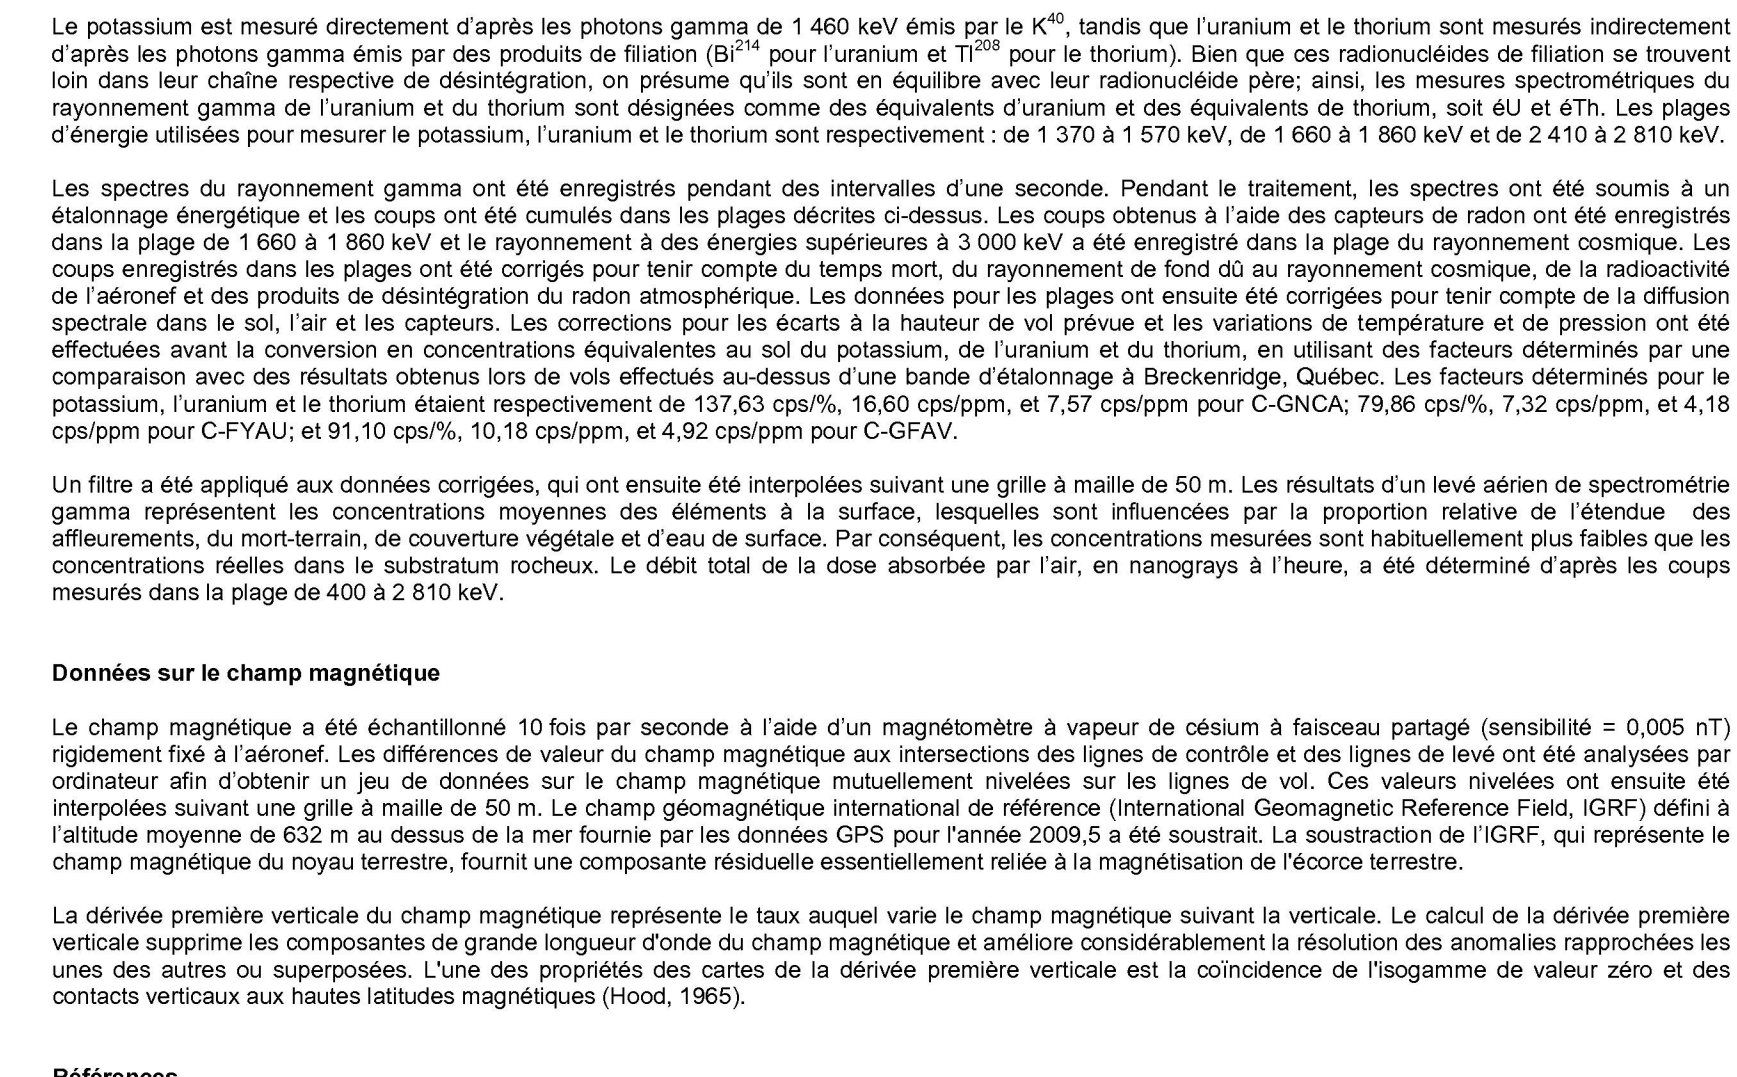 Le potassium est mesuré directement d’après les photons gamma de 1 460 keV émis par le K40, tandis que l’uranium et le thorium sont mesurés indirectement
d’après les photons gamma émis par des produits de filiation (Bi214 pour l’uranium et Tl208 pour le thorium). Bien que ces radionucléides de filiation se trouvent
loin dans leur chaîne respective de désintégration, on présume qu’ils sont en équilibre avec leur radionucléide père; ainsi, les mesures spectrométriques du
rayonnement gamma de l’uranium et du thorium sont désignées comme des équivalents d’uranium et des équivalents de thorium, soit éU et éTh. Les plages
d’énergie utilisées pour mesurer le potassium, l’uranium et le thorium sont respectivement : de 1 370 à 1 570 keV, de 1 660 à 1 860 keV et de 2 410 à 2 810 keV.
Les spectres du rayonnement gamma ont été enregistrés pendant des intervalles d’une seconde. Pendant le traitement, les spectres ont été soumis à un
étalonnage énergétique et les coups ont été cumulés dans les plages décrites ci-dessus. Les coups obtenus à l’aide des capteurs de radon ont été enregistrés
dans la plage de 1 660 à 1 860 keV et le rayonnement à des énergies supérieures à 3 000 keV a été enregistré dans la plage du rayonnement cosmique. Les
coups enregistrés dans les plages ont été corrigés pour tenir compte du temps mort, du rayonnement de fond dû au rayonnement cosmique, de la radioactivité
de l’aéronef et des produits de désintégration du radon atmosphérique. Les données pour les plages ont ensuite été corrigées pour tenir compte de la diffusion
spectrale dans le sol, l’air et les capteurs. Les corrections pour les écarts à la hauteur de vol prévue et les variations de température et de pression ont été
effectuées avant la conversion en concentrations équivalentes au sol du potassium, de l’uranium et du thorium, en utilisant des facteurs déterminés par une
comparaison avec des résultats obtenus lors de vols effectués au-dessus d’une bande d’étalonnage à Breckenridge, Québec. Les facteurs déterminés pour le
potassium, l’uranium et le thorium étaient respectivement de 137,63 cps/%, 16,60 cps/ppm, et 7,57 cps/ppm pour C-GNCA; 79,86 cps/%, 7,32 cps/ppm, et 4,18
cps/ppm pour C-FYAU; et 91,10 cps/%, 10,18 cps/ppm, et 4,92 cps/ppm pour C-GFAV.
Un filtre a été appliqué aux données corrigées, qui ont ensuite été interpolées suivant une grille à maille de 50 m. Les résultats d’un levé aérien de spectrométrie
gamma représentent les concentrations moyennes des éléments à la surface, lesquelles sont influencées par la proportion relative de l’étendue des
affleurements, du mort-terrain, de couverture végétale et d’eau de surface. Par conséquent, les concentrations mesurées sont habituellement plus faibles que les
concentrations réelles dans le substratum rocheux. Le débit total de la dose absorbée par l’air, en nanograys à l’heure, a été déterminé d’après les coups
mesurés dans la plage de 400 à 2 810 keV.
Données sur le champ magnétique
Le champ magnétique a été échantillonné 10 fois par seconde à l’aide d’un magnétomètre à vapeur de césium à faisceau partagé (sensibilité = 0,005 nT)
rigidement fixé à l’aéronef. Les différences de valeur du champ magnétique aux intersections des lignes de contrôle et des lignes de levé ont été analysées par
ordinateur afin d’obtenir un jeu de données sur le champ magnétique mutuellement nivelées sur les lignes de vol. Ces valeurs nivelées ont ensuite été
interpolées suivant une grille à maille de 50 m. Le champ géomagnétique international de référence (International Geomagnetic Reference Field, IGRF) défini à
l’altitude moyenne de 632 m au dessus de la mer fournie par les données GPS pour l'année 2009,5 a été soustrait. La soustraction de l’IGRF, qui représente le
champ magnétique du noyau terrestre, fournit une composante résiduelle essentiellement reliée à la magnétisation de l'écorce terrestre.
La dérivée première verticale du champ magnétique représente le taux auquel varie le champ magnétique suivant la verticale. Le calcul de la dérivée première
verticale supprime les composantes de grande longueur d'onde du champ magnétique et améliore considérablement la résolution des anomalies rapprochées les
unes des autres ou superposées. L'une des propriétés des cartes de la dérivée première verticale est la coïncidence de l'isogamme de valeur zéro et des
contacts verticaux aux hautes latitudes magnétiques (Hood, 1965).
Références